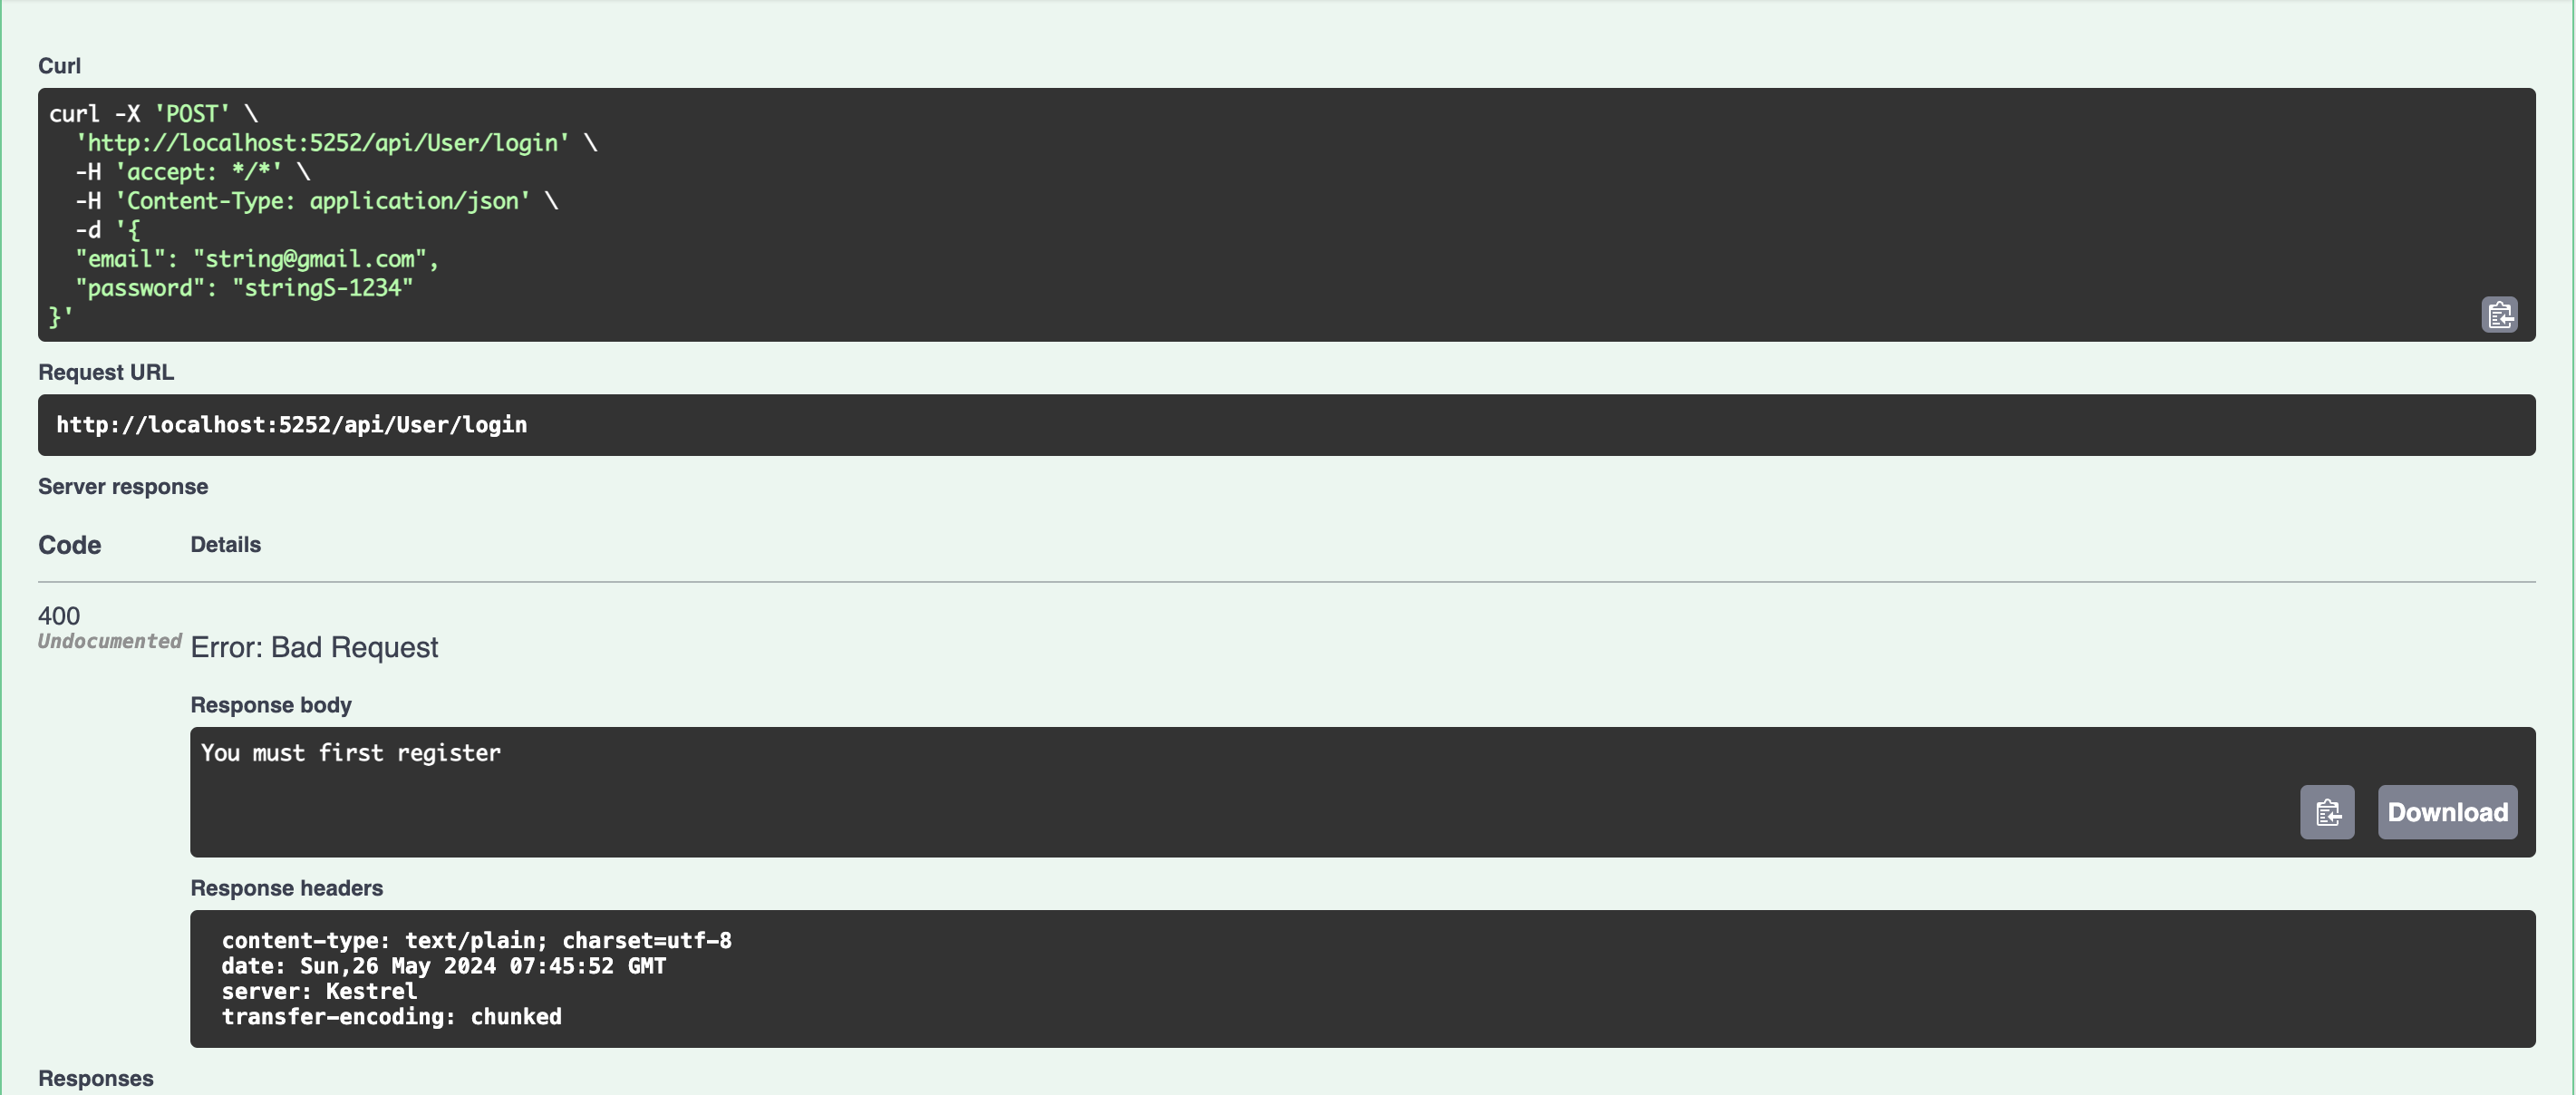 Curl
curl -X 'POST' \
  'http://localhost:5252/api/User/login' \
  -H 'accept: */*' \
  -H 'Content-Type: application/json' \
  -d '{
  "email": "string@gmail.com",
  "password": "stringS-1234"
}'
Request URL
http://localhost:5252/api/User/login
Server response
Code Details
400
Undocumented Error: Bad Request
Response body
You must first register
Download
Response headers
content-type: text/plain; charset=utf-8
date: Sun,26 May 2024 07:45:52 GMT
server: Kestrel
transfer-encoding: chunked
Responses